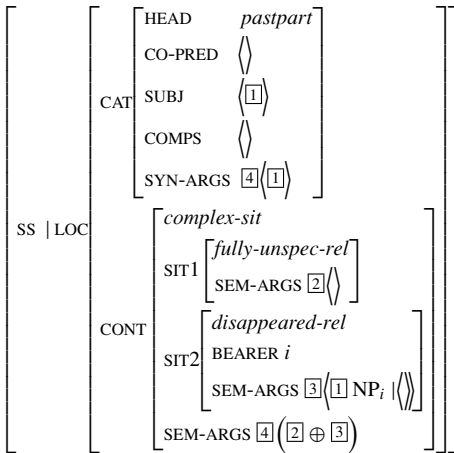 HEAD pastpart
CO-PRED ⟨⟩
SUBJ ⟨[1]⟩
CAT
COMPS ⟨⟩
SYN-ARGS [4]⟨[1]⟩
SS | LOC
complex-sit
fully-unspec-rel
SIT1
SEM-ARGS [2]⟨⟩
CONT
disappeared-rel
SIT2 BEARER i
SEM-ARGS [3]⟨[1] NPi |⟨⟩⟩
SEM-ARGS [4]([2] ⊕ [3])